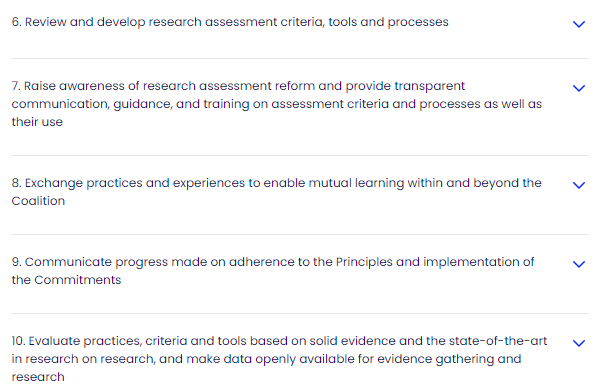 6. Review and develop research assessment criteria, tools and processes
7. Raise awareness of research assessment reform and provide transparent
communication, guidance, and training on assessment criteria and processes as well as
their use
8. Exchange practices and experiences to enable mutual learning within and beyond the
Coalition
9. Communicate progress made on adherence to the Principles and implementation of
the Commitments
10. Evaluate practices, criteria and tools based on solid evidence and the state-of-the-art
in research on research, and make data openly available for evidence gathering and
research